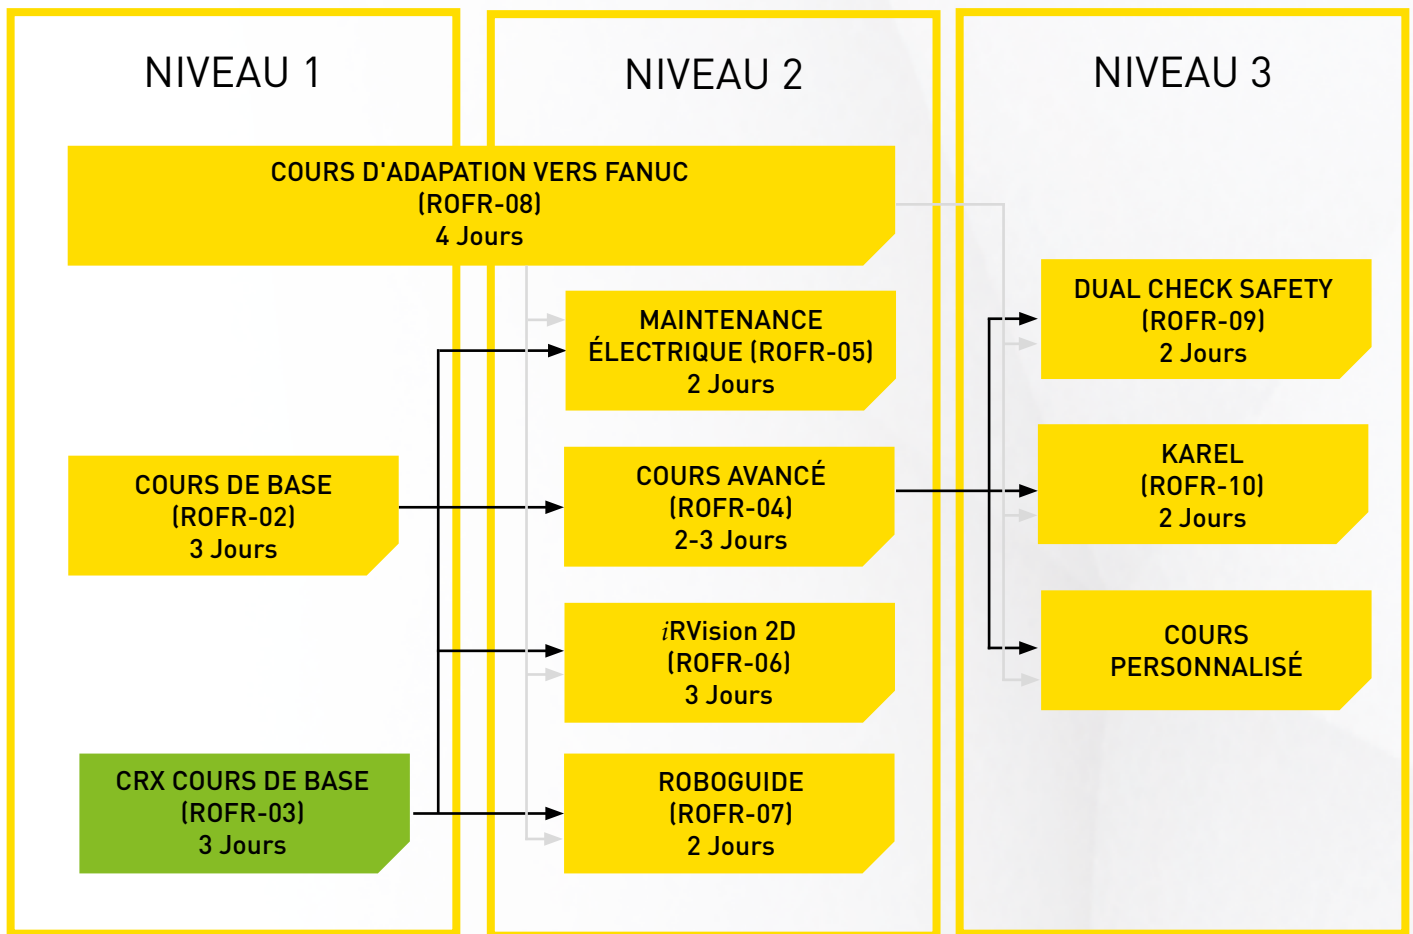 NIVEAU 1
NIVEAU 2
NIVEAU 3
COURS D'ADAPATION VERS FANUC
(ROFR-08)
4 Jours
COURS DE BASE
(ROFR-02)
3 Jours
CRX COURS DE BASE
(ROFR-03)
3 Jours
MAINTENANCE
ÉLECTRIQUE (ROFR-05)
2 Jours
COURS AVANCÉ
(ROFR-04)
2-3 Jours
iRVision 2D
(ROFR-06)
3 Jours
ROBOGUIDE
(ROFR-07)
2 Jours
DUAL CHECK SAFETY
(ROFR-09)
2 Jours
KAREL
(ROFR-10)
2 Jours
COURS
PERSONNALISÉ